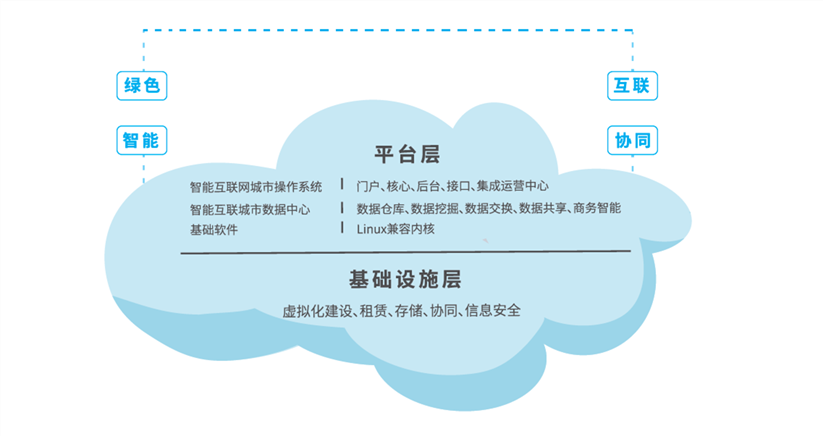 绿色
互联
智能
协同
平台层
智能互联网城市操作系统 | 门户、核心、后台、接口、集成运营中心
智能互联城市数据中心 | 数据仓库、数据挖掘、数据交换、数据共享、商务智能
基础软件 | Linux兼容内核
基础设施层
虚拟化建设、租赁、存储、协同、信息安全